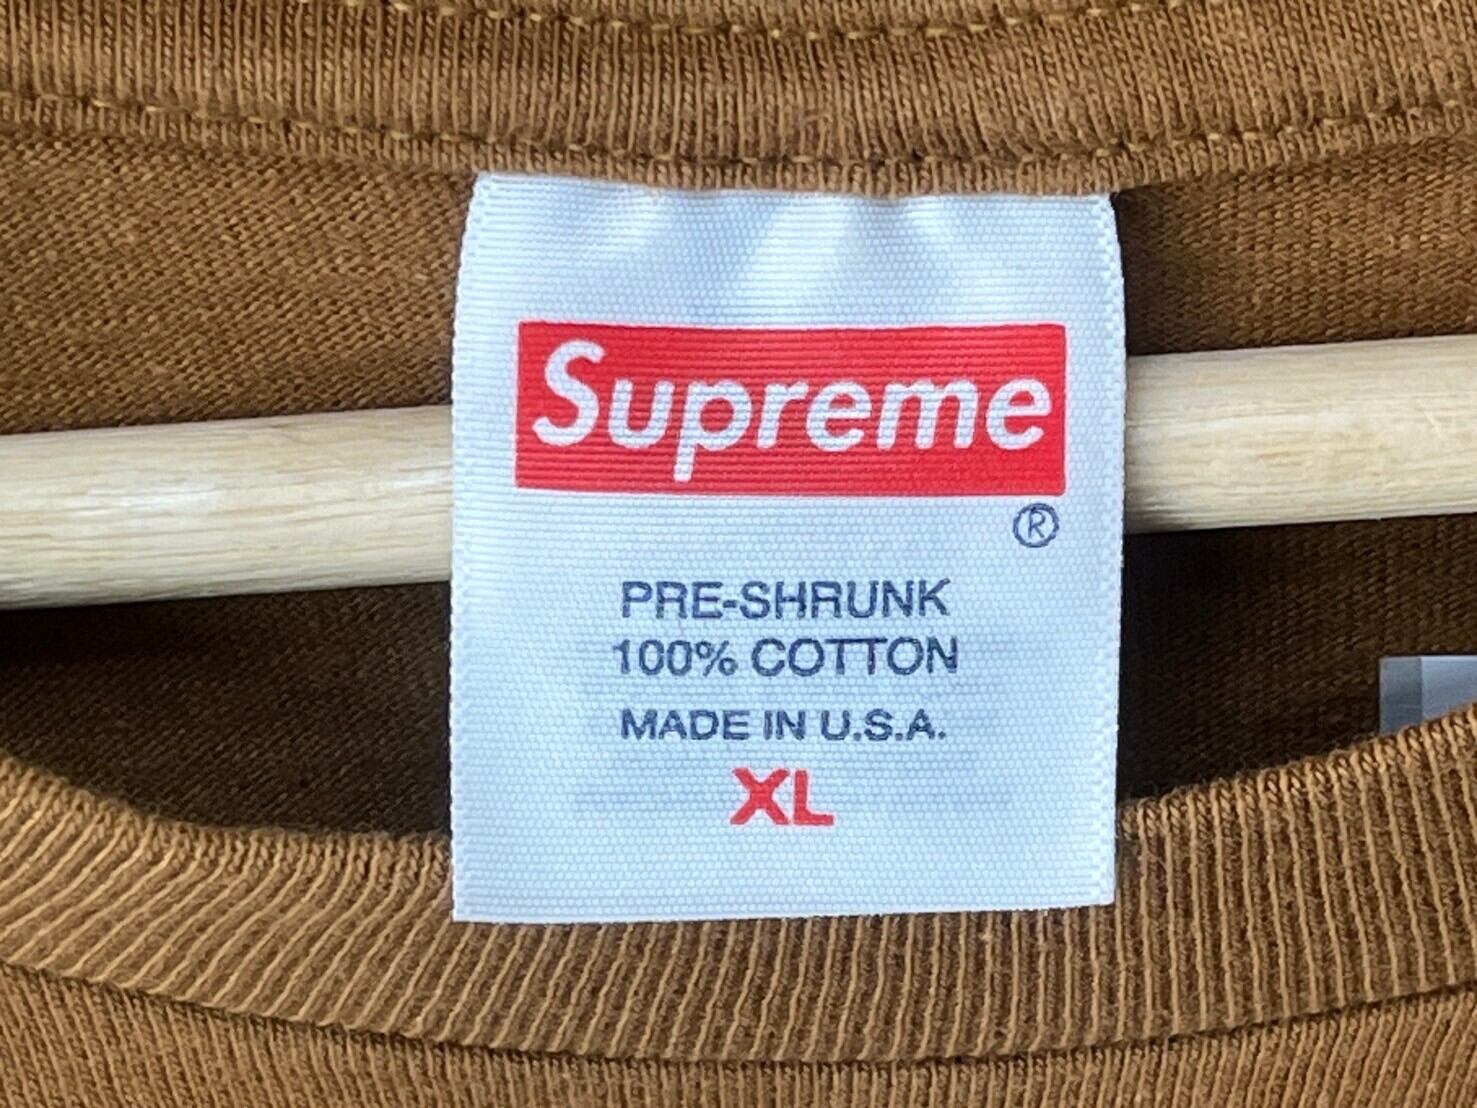 Supreme
®
PRE-SHRUNK
100% COTTON
MADE IN U.S.A.
XL